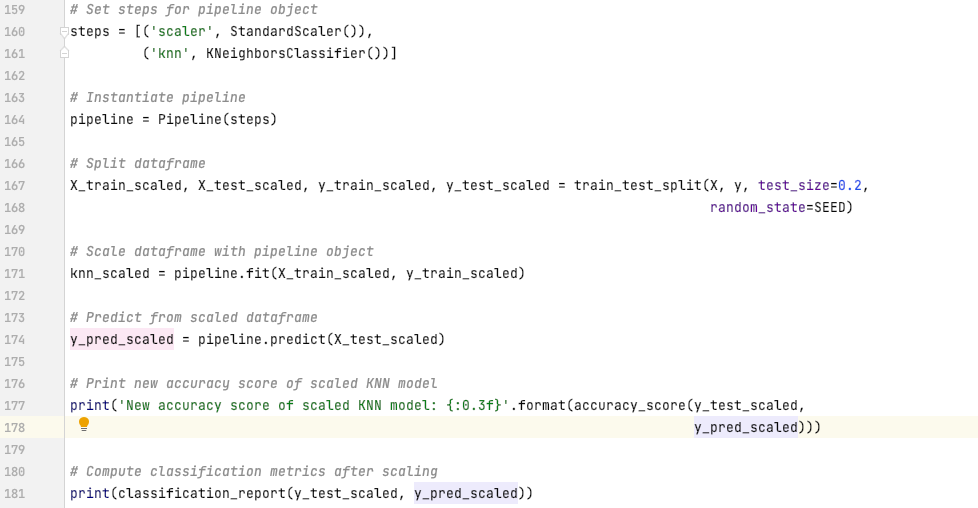 159 # Set steps for pipeline object
160 steps = [('scaler', StandardScaler()),
161 ('knn', KNeighborsClassifier())]
162
163 # Instantiate pipeline
164 pipeline = Pipeline(steps)
165
166 # Split dataframe
167 X_train_scaled, X_test_scaled, y_train_scaled, y_test_scaled = train_test_split(X, y, test_size=0.2,
168 random_state=SEED)
169
170 # Scale dataframe with pipeline object
171 knn_scaled = pipeline.fit(X_train_scaled, y_train_scaled)
172
173 # Predict from scaled dataframe
174 y_pred_scaled = pipeline.predict(X_test_scaled)
175
176 # Print new accuracy score of scaled KNN model
177 print('New accuracy score of scaled KNN model: {:0.3f}'.format(accuracy_score(y_test_scaled,
178 y_pred_scaled)))
179
180 # Compute classification metrics after scaling
181 print(classification_report(y_test_scaled, y_pred_scaled))